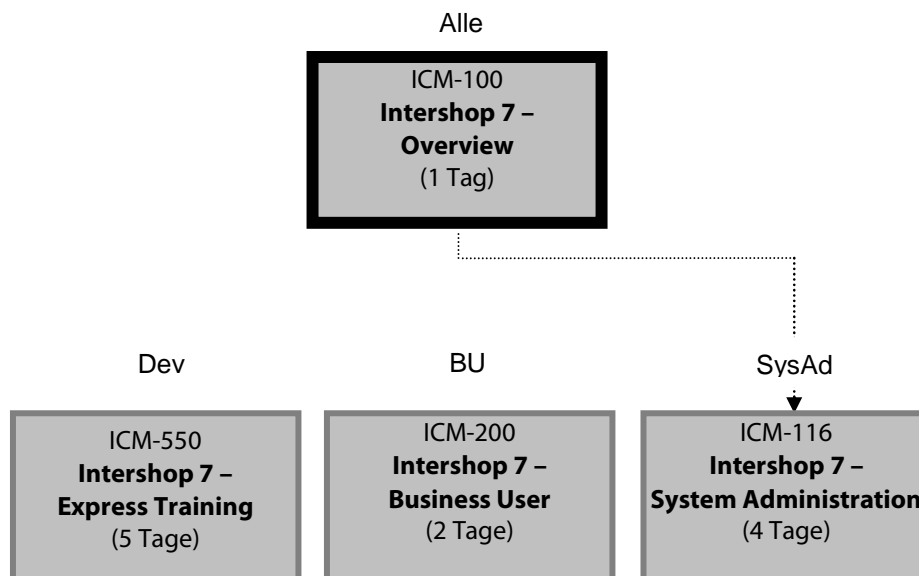 Alle
ICM-100
Intershop 7 –
Overview
(1 Tag)
Dev
BU
SysAd
ICM-550
Intershop 7 –
Express Training
(5 Tage)
ICM-200
Intershop 7 –
Business User
(2 Tage)
ICM-116
Intershop 7 –
System Administration
(4 Tage)